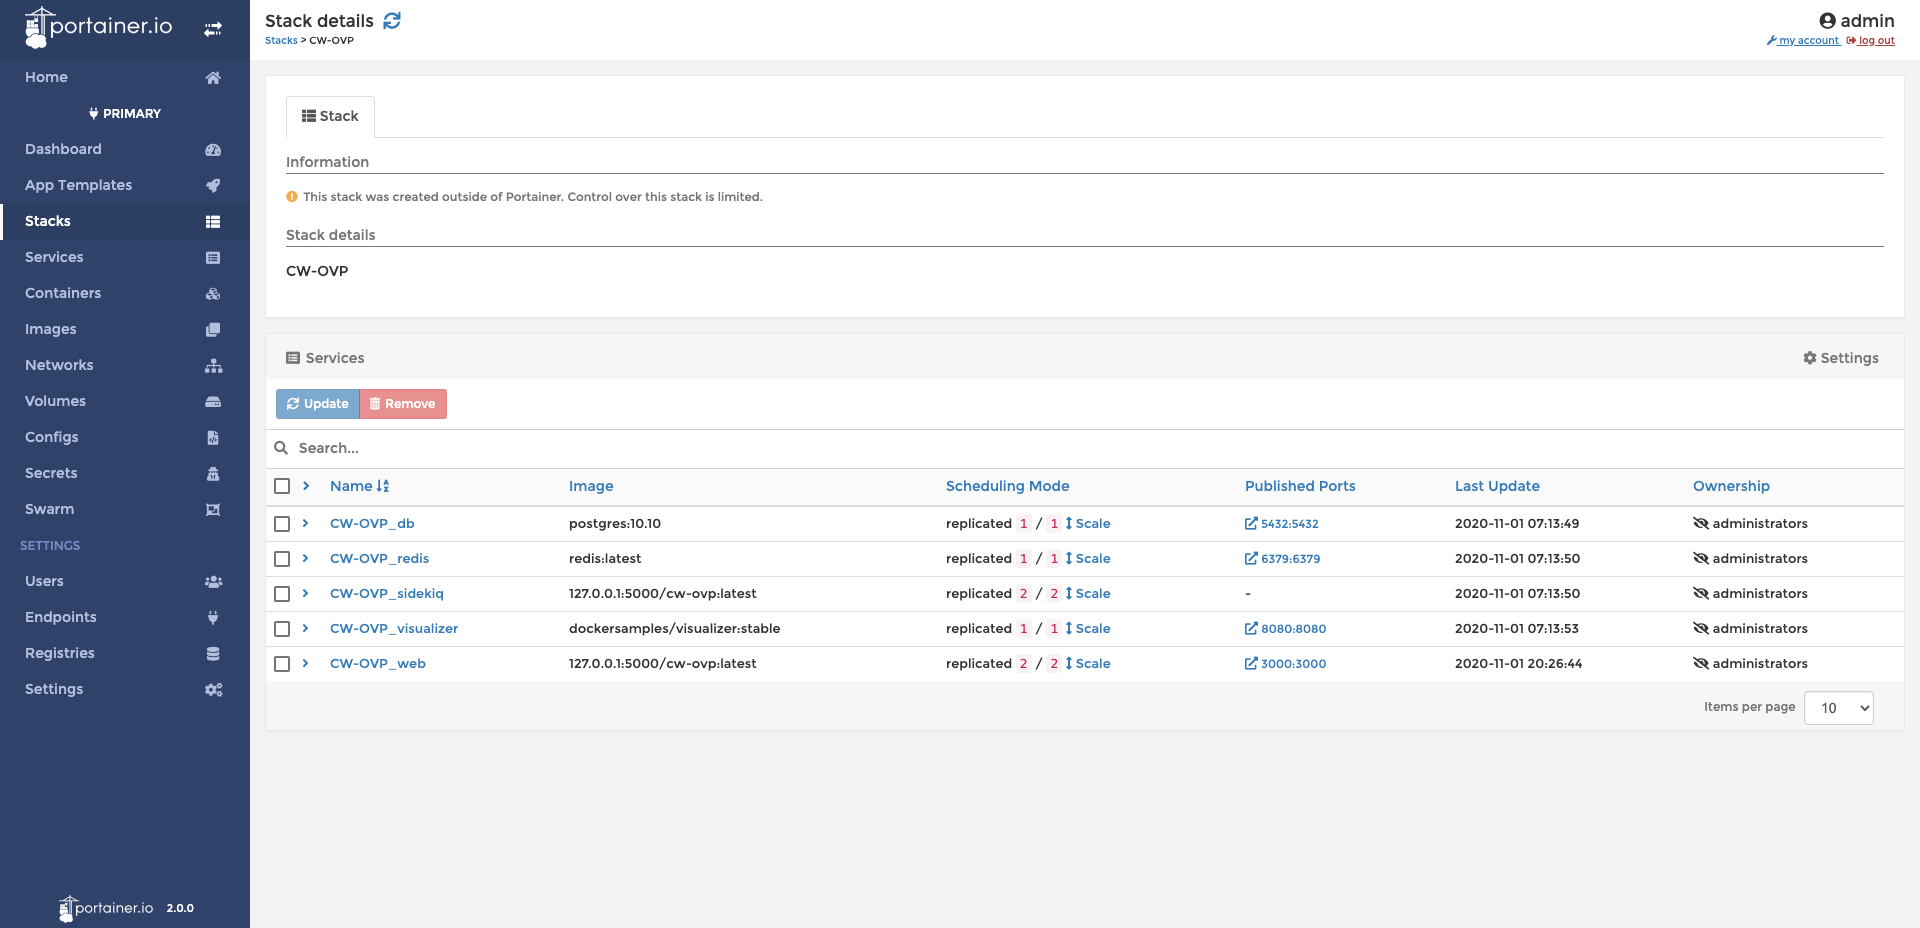 portainer.io
Home
PRIMARY
Dashboard
App Templates
Stacks
Services
Containers
Images
Networks
Volumes
Configs
Secrets
Swarm
SETTINGS
Users
Endpoints
Registries
Settings
portainer.io 2.0.0
Stack details
Stacks > CW-OVP
admin
my account log out
Stack
Information
This stack was created outside of Portainer. Control over this stack is limited.
Stack details
CW-OVP
Services Settings
Update Remove
Search...
Name Image Scheduling Mode Published Ports Last Update Ownership
CW-OVP_db postgres:10.10 replicated 1 / 1 Scale 5432:5432 2020-11-01 07:13:49 administrators
CW-OVP_redis redis:latest replicated 1 / 1 Scale 6379:6379 2020-11-01 07:13:50 administrators
CW-OVP_sidekiq 127.0.0.1:5000/cw-ovp:latest replicated 2 / 2 Scale - 2020-11-01 07:13:50 administrators
CW-OVP_visualizer dockersamples/visualizer:stable replicated 1 / 1 Scale 8080:8080 2020-11-01 07:13:53 administrators
CW-OVP_web 127.0.0.1:5000/cw-ovp:latest replicated 2 / 2 Scale 3000:3000 2020-11-01 20:26:44 administrators
Items per page 10